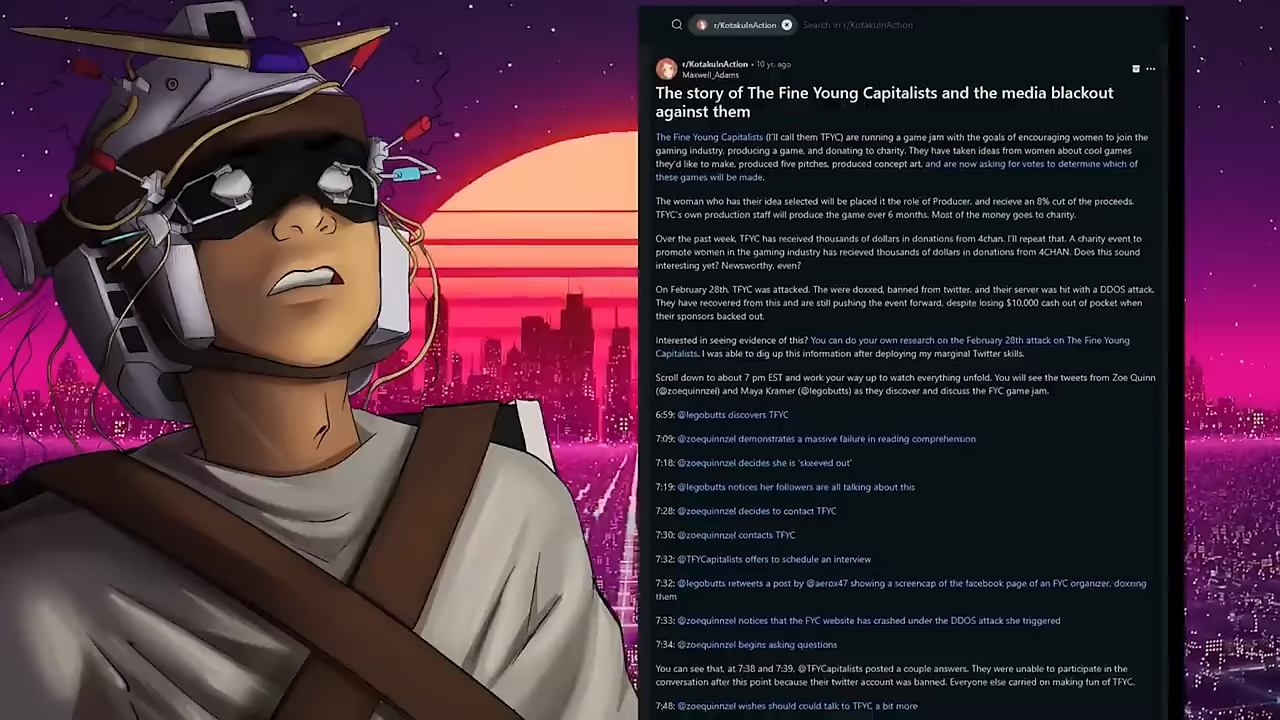 r/KotakuInAction
Search in r/KotakuInAction
r/KotakuInAction • 10 yr. ago
Maxwell_Adams
The story of The Fine Young Capitalists and the media blackout
against them
The Fine Young Capitalists (I'll call them TFYC) are running a game jam with the goals of encouraging women to join the
gaming industry, producing a game, and donating to charity. They have taken ideas from women about cool games
they'd like to make, produced five pitches, produced concept art, and are now asking for votes to determine which of
these games will be made.
The woman who has their idea selected will be placed it the role of Producer, and recieve an 8% cut of the proceeds.
TFYC's own production staff will produce the game over 6 months. Most of the money goes to charity.
Over the past week, TFYC has received thousands of dollars in donations from 4chan. I'll repeat that. A charity event to
promote women in the gaming industry has recieved thousands of dollars in donations from 4CHAN. Does this sound
interesting yet? Newsworthy, even?
On February 28th, TFYC was attacked. The were doxxed, banned from twitter, and their server was hit with a DDOS attack.
They have recovered from this and are still pushing the event forward, despite losing $10,000 cash out of pocket when
their sponsors backed out.
Interested in seeing evidence of this? You can do your own research on the February 28th attack on The Fine Young
Capitalists. I was able to dig up this information after deploying my marginal Twitter skills.
Scroll down to about 7 pm EST and work your way up to watch everything unfold. You will see the tweets from Zoe Quinn
(@zoequinnzel) and Maya Kramer (@legobutts) as they discover and discuss the FYC game jam.
6:59: @legobutts discovers TFYC
7:09: @zoequinnzel demonstrates a massive failure in reading comprehension
7:18: @zoequinnzel decides she is 'skeeved out'
7:19: @legobutts notices her followers are all talking about this
7:28: @zoequinnzel decides to contact TFYC
7:30: @zoequinnzel contacts TFYC
7:32: @TFYCapitalists offers to schedule an interview
7:32: @legobutts retweets a post by @aerox47 showing a screencap of the facebook page of an FYC organizer, doxxing
them
7:33: @zoequinnzel notices that the FYC website has crashed under the DDOS attack she triggered
7:34: @zoequinnzel begins asking questions
You can see that, at 7:38 and 7:39, @TFYCapitalists posted a couple answers. They were unable to participate in the
conversation after this point because their twitter account was banned. Everyone else carried on making fun of TFYC.
7:48: @zoequinnzel wishes should could talk to TFYC a bit more